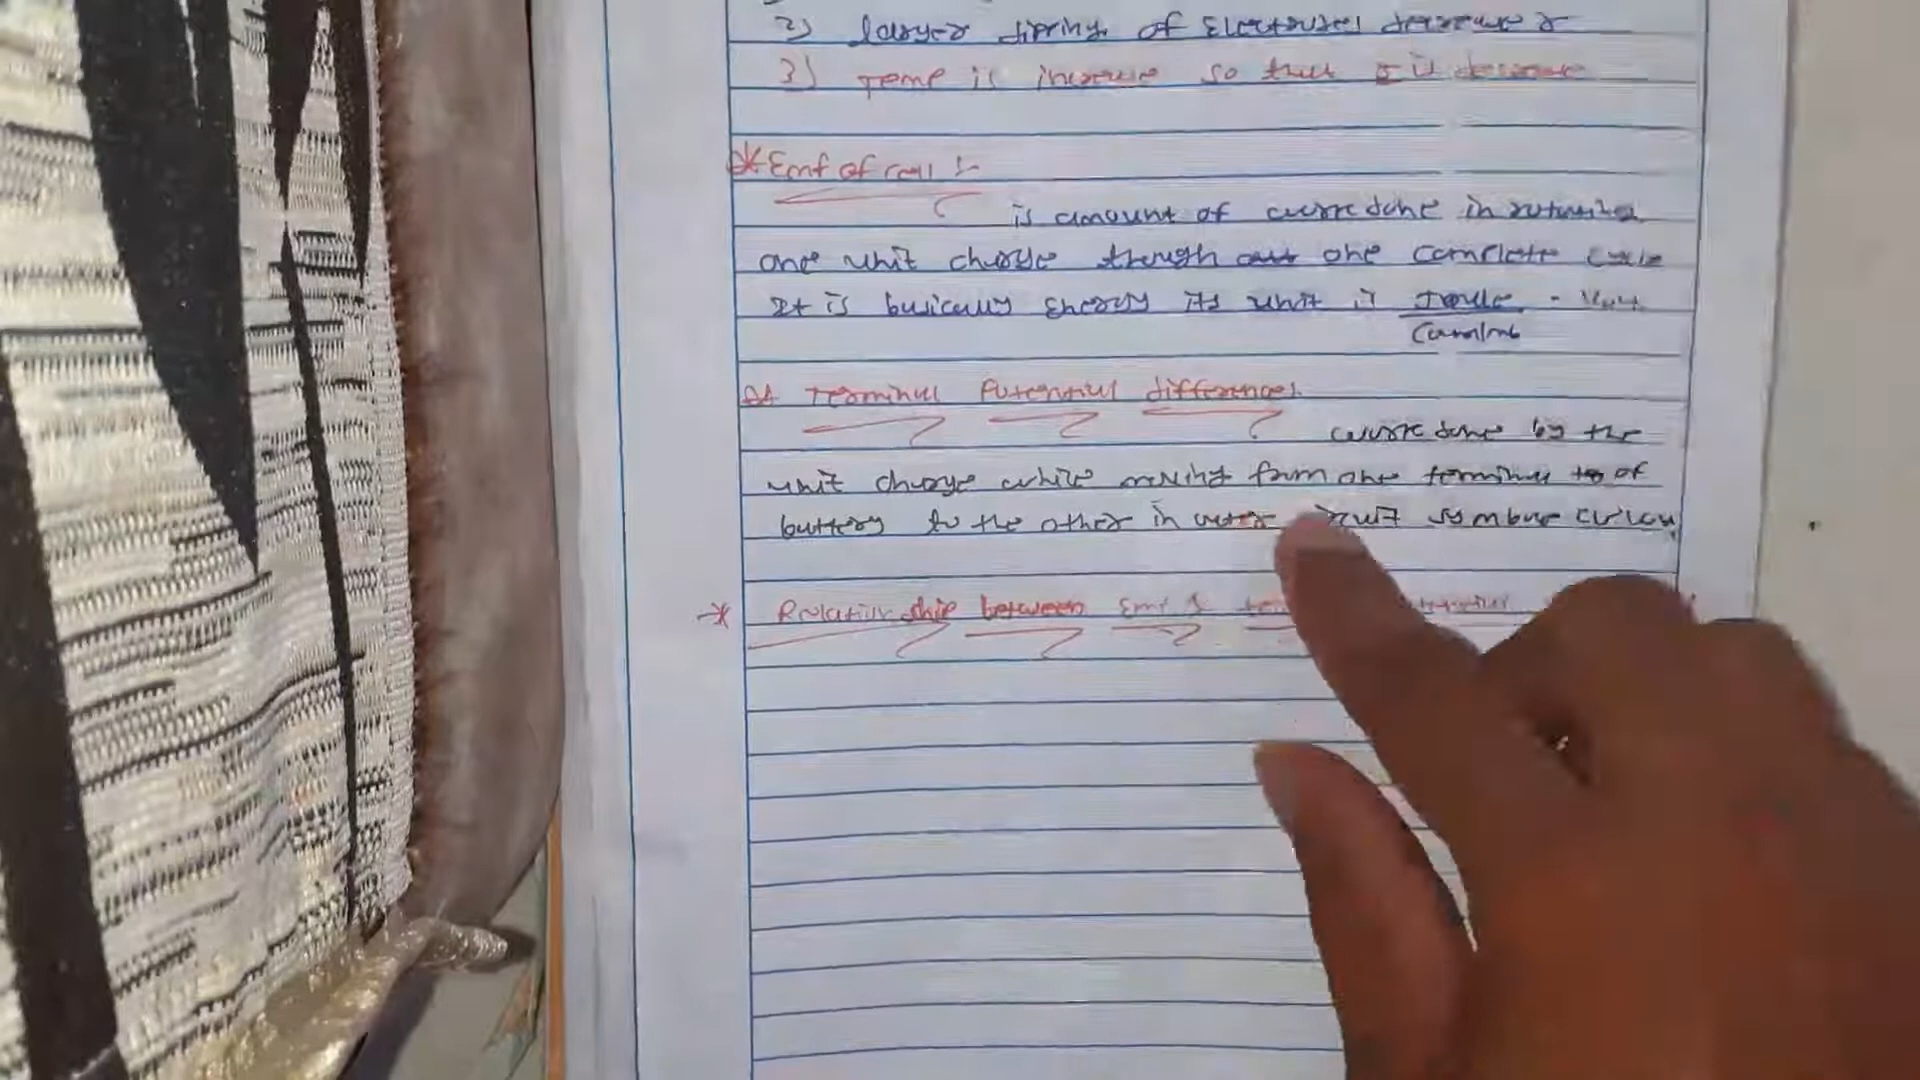 2) larger dipping of Electrodes decreases
3) Temp is increase so that r is decrease
* Emf of cell :-
is amount of work done in
one unit charge through one complete cycle
It is basically energy its unit is Joule / Coulomb = Volt
* Terminal Potential difference :
work done by the
unit charge while moving from one terminal to of
battery to the other in symbol
* Relationship between Emf &